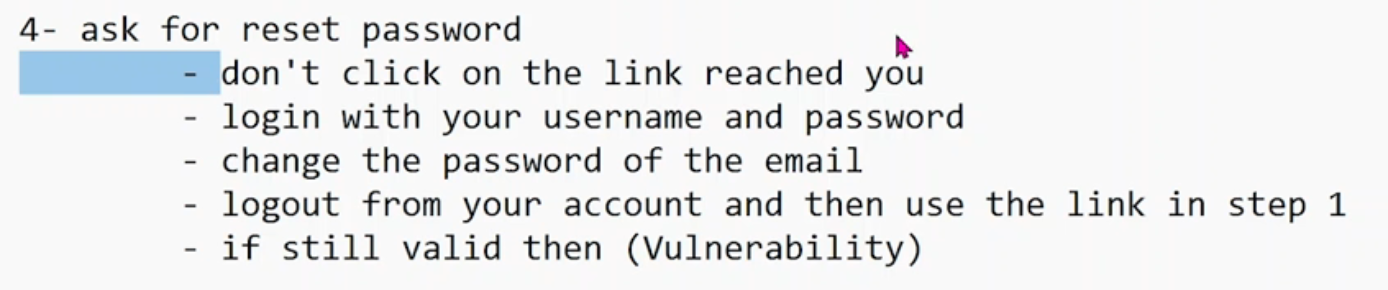 4- ask for reset password
- don't click on the link reached you
- login with your username and password
- change the password of the email
- logout from your account and then use the link in step 1
- if still valid then (Vulnerability)